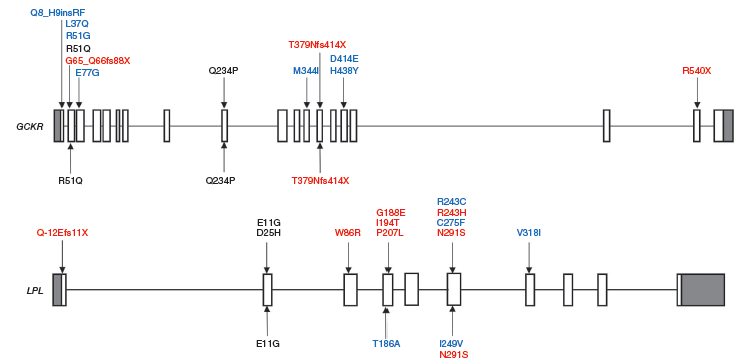 Q8_H9insRF
L37Q
R51G
R51Q
G65_Q66fs88X
E77G
Q234P
T379Nfs414X
M344I
D414E
H438Y
R540X
GCKR
R51Q
Q234P
T379Nfs414X
Q-12Efs11X
E11G
D25H
W86R
G188E
I194T
P207L
R243C
R243H
C275F
N291S
V318I
LPL
E11G
T186A
I249V
N291S